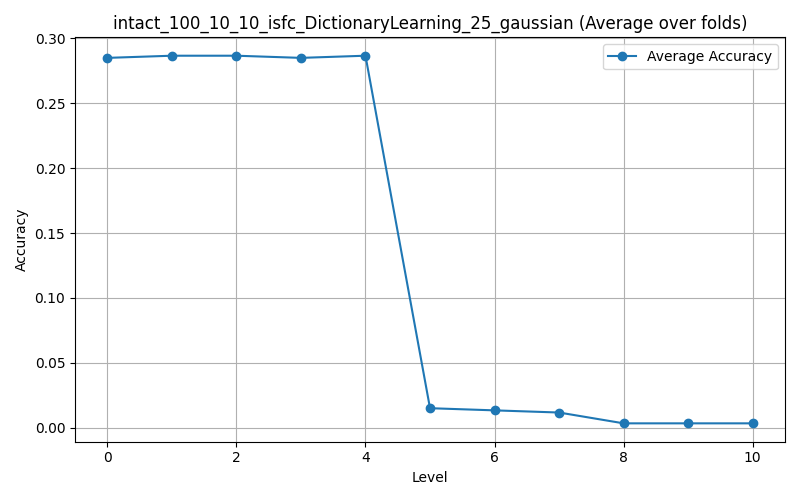 intact_100_10_10_isfc_DictionaryLearning_25_gaussian (Average over folds)
Average Accuracy
Accuracy
0.30
0.25
0.20
0.15
0.10
0.05
0.00
0 2 4 6 8 10
Level